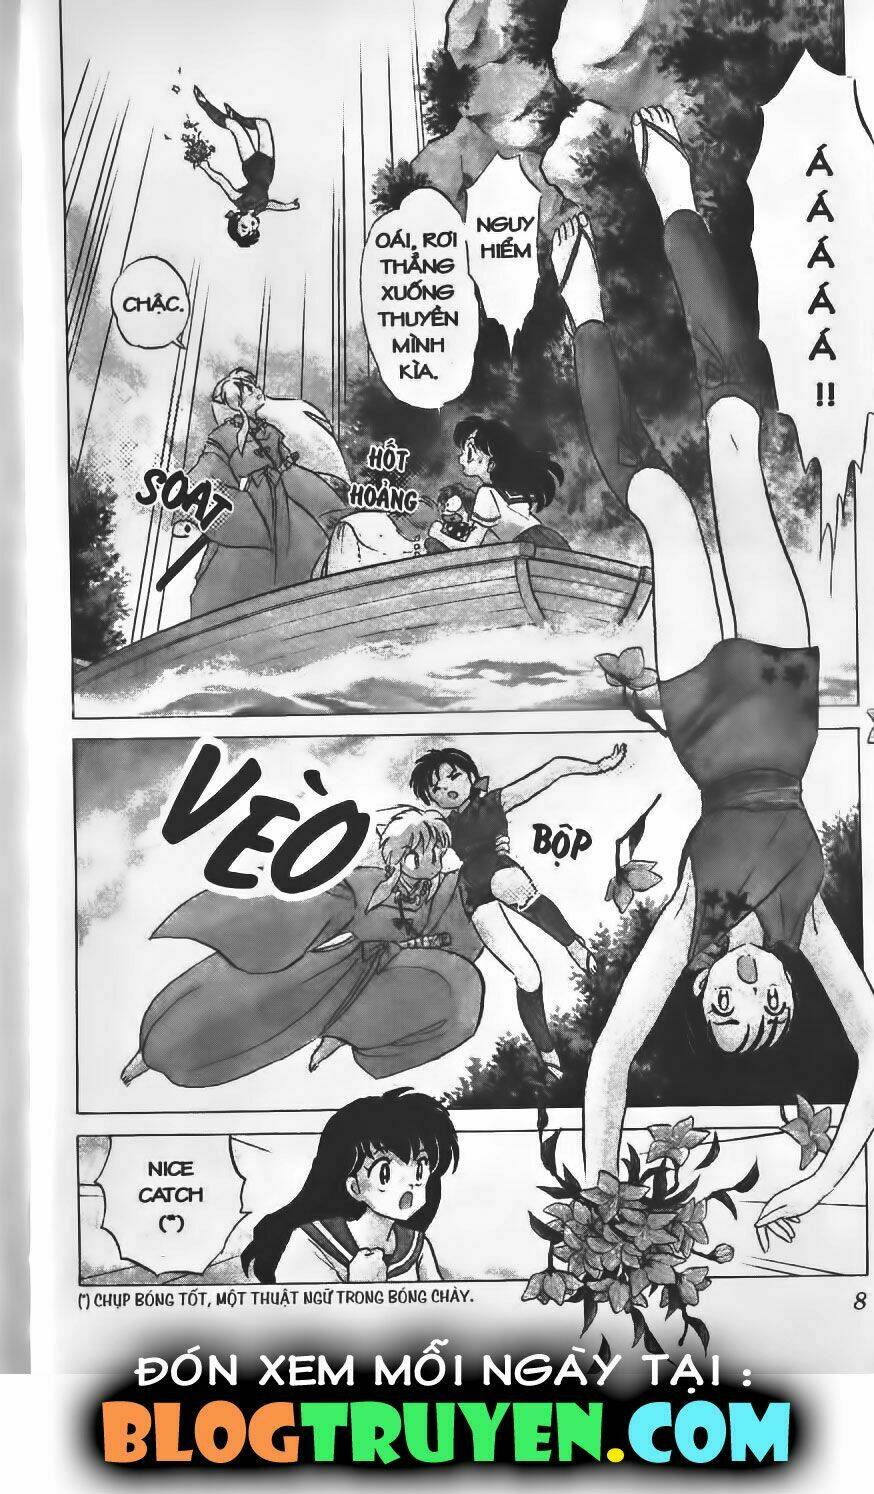 Á
Á
Á
Á
Á
!!
NGUY
HIỂM
OÁI, RƠI
THẲNG
XUỐNG
THUYỀN
MÌNH
KÌA.
CHẬC.
HỐT
HOẢNG
SOẠT
VÈO
BỘP
NICE
CATCH
(*)
(*) CHỤP BÓNG TỐT, MỘT THUẬT NGỮ TRONG BÓNG CHÀY.
8
ĐÓN XEM MỖI NGÀY TẠI :
BLOGTRUYEN.COM